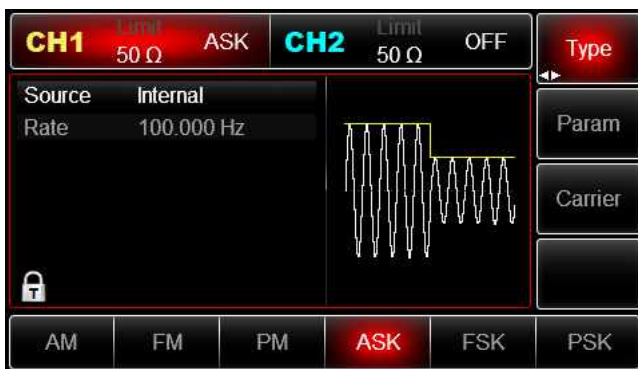 CH1 Limit 50 Ω ASK
CH2 Limit 50 Ω OFF
Type
Source Internal
Rate 100.000 Hz
Param
Carrier
T
AM FM PM ASK FSK PSK